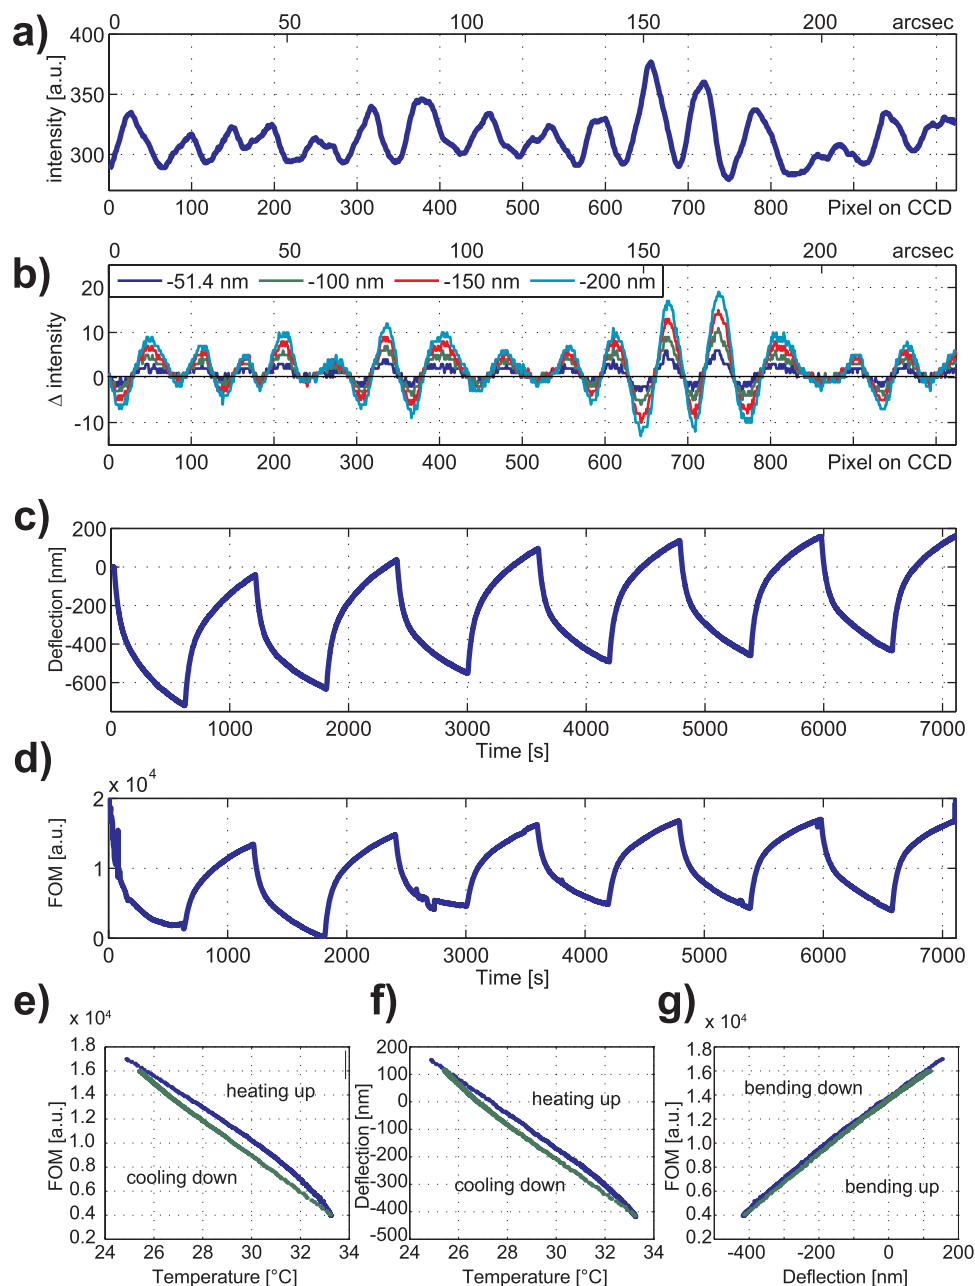 a)
0 50 100 150 200 arcsec
400
350
300
intensity [a.u.]
0 100 200 300 400 500 600 700 800 Pixel on CCD
b)
0 50 100 150 200 arcsec
-51.4 nm -100 nm -150 nm -200 nm
20
10
0
-10
Δ intensity
0 100 200 300 400 500 600 700 800 Pixel on CCD
c)
200
0
-200
-400
-600
Deflection [nm]
0 1000 2000 3000 4000 5000 6000 7000
Time [s]
d)
x 10⁴
2
1
0
FOM [a.u.]
0 1000 2000 3000 4000 5000 6000 7000
Time [s]
e)
x 10⁴
1.8
1.6
1.4
1.2
1.0
0.8
0.6
0.4
0.2
FOM [a.u.]
heating up
cooling down
24 26 28 30 32 34
Temperature [°C]
f)
200
100
0
-100
-200
-300
-400
-500
Deflection [nm]
heating up
cooling down
24 26 28 30 32 34
Temperature [°C]
g)
x 10⁴
1.8
1.6
1.4
1.2
1.0
0.8
0.6
0.4
0.2
FOM [a.u.]
bending down
bending up
-400 -200 0 200
Deflection [nm]